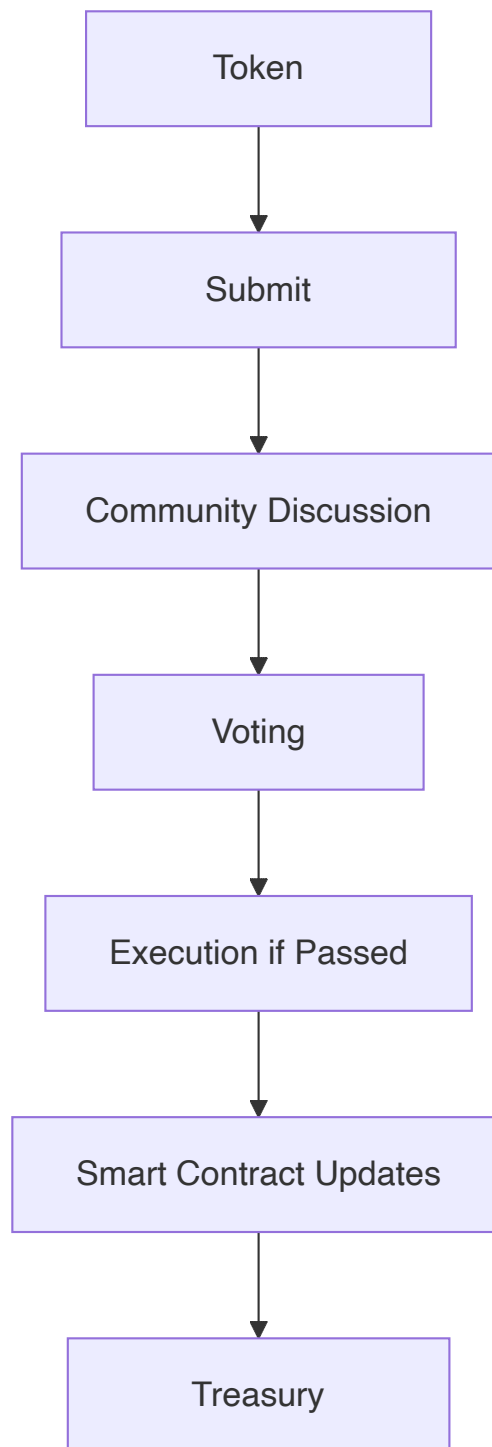 Token
Submit
Community Discussion
Voting
Execution if Passed
Smart Contract Updates
Treasury